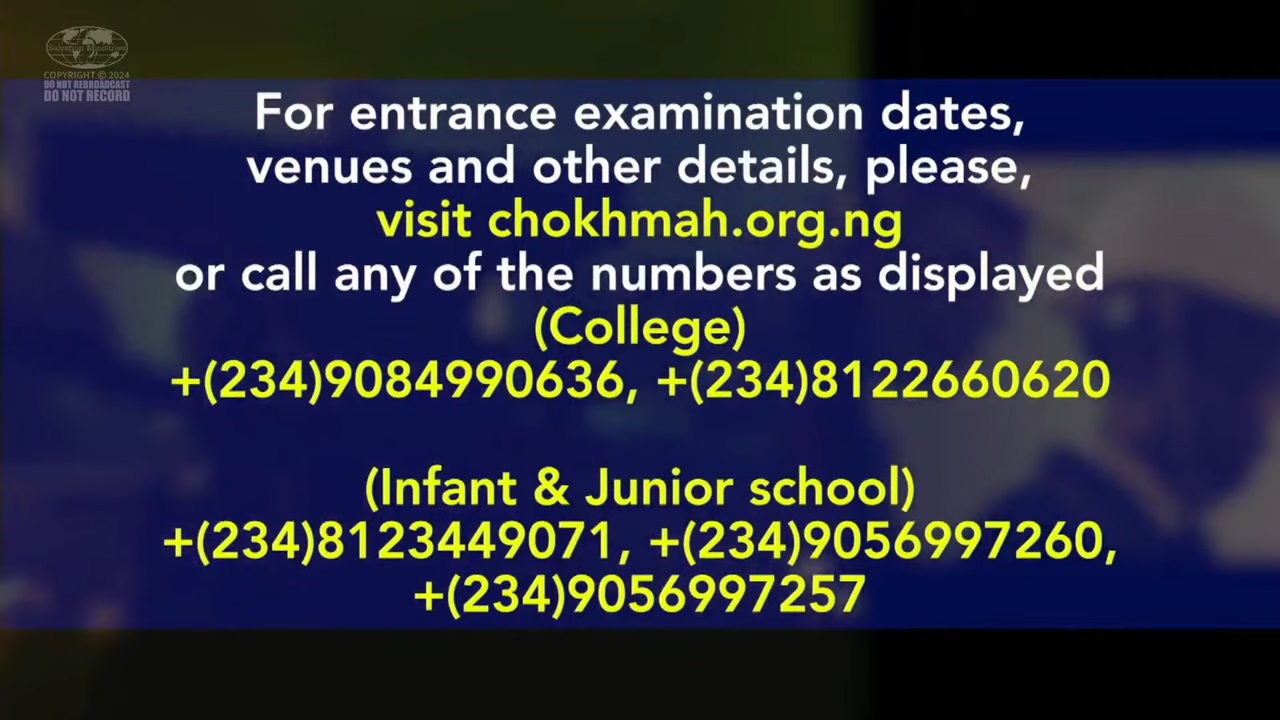 Salvation Ministries
COPYRIGHT © 2024
DO NOT REBROADCAST
DO NOT RECORD
For entrance examination dates,
venues and other details, please,
visit chokhmah.org.ng
or call any of the numbers as displayed
(College)
+(234)9084990636, +(234)8122660620
(Infant & Junior school)
+(234)8123449071, +(234)9056997260,
+(234)9056997257